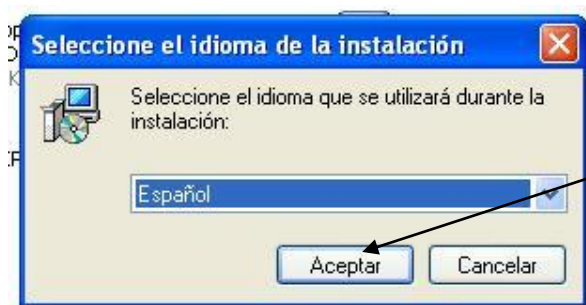 Seleccione el idioma de la instalación
Seleccione el idioma que se utilizará durante la
instalación:
Español
Aceptar
Cancelar